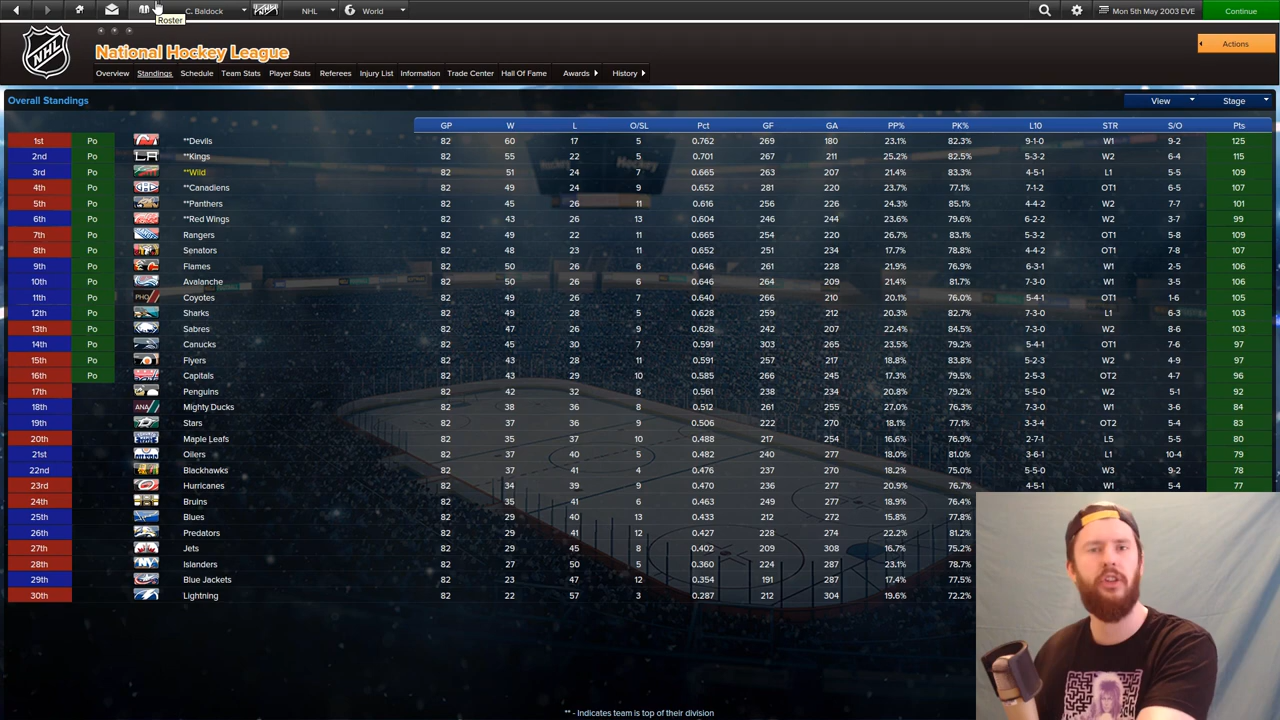 C. Baldock NHL World Mon 5th May 2003 EVE Continue
Roster
NHL National Hockey League Actions
Overview Standings Schedule Team Stats Player Stats Referees Injury List Information Trade Center Hall Of Fame Awards History
Overall Standings View Stage
GP W L O/SL Pct GF GA PP% PK% L10 STR S/O Pts
1st Po **Devils 82 60 17 5 0.762 269 180 23.1% 82.3% 9-1-0 W1 9-2 125
2nd Po LA **Kings 82 55 22 5 0.701 267 211 25.2% 82.5% 5-3-2 W2 6-4 115
3rd Po **Wild 82 51 24 7 0.665 263 207 21.4% 83.3% 4-5-1 L1 5-5 109
4th Po **Canadiens 82 49 24 9 0.652 281 220 23.7% 77.1% 7-1-2 OT1 6-5 107
5th Po **Panthers 82 45 26 11 0.616 256 226 24.3% 85.1% 4-4-2 W2 7-7 101
6th Po **Red Wings 82 43 26 13 0.604 246 244 23.6% 79.6% 6-2-2 W2 3-7 99
7th Po Rangers 82 49 22 11 0.665 254 220 26.7% 83.1% 5-3-2 OT1 5-8 109
8th Po Senators 82 48 23 11 0.652 251 234 17.7% 78.8% 4-4-2 OT1 7-8 107
9th Po Flames 82 50 26 6 0.646 261 228 21.9% 76.9% 6-3-1 W1 2-5 106
10th Po Avalanche 82 50 26 6 0.646 264 209 21.4% 81.7% 7-3-0 W1 3-5 106
11th Po PHO Coyotes 82 49 26 7 0.640 266 210 20.1% 76.0% 5-4-1 OT1 1-6 105
12th Po Sharks 82 49 28 5 0.628 259 212 20.3% 82.7% 7-3-0 L1 6-3 103
13th Po Sabres 82 47 26 9 0.628 242 207 22.4% 84.5% 7-3-0 W2 8-6 103
14th Po Canucks 82 45 30 7 0.591 303 265 23.5% 79.2% 5-4-1 OT1 7-6 97
15th Po Flyers 82 43 28 11 0.591 257 217 18.8% 83.8% 5-2-3 W2 4-9 97
16th Po Capitals 82 43 29 10 0.585 266 245 17.3% 79.5% 2-5-3 OT2 4-7 96
17th Penguins 82 42 32 8 0.561 238 234 20.8% 79.2% 5-5-0 W2 5-1 92
18th ANA Mighty Ducks 82 38 36 8 0.512 261 255 27.0% 76.3% 7-3-0 W1 3-6 84
19th Stars 82 37 36 9 0.506 222 270 18.1% 77.1% 3-3-4 OT2 5-4 83
20th Maple Leafs 82 35 37 10 0.488 217 254 16.6% 76.9% 2-7-1 L5 5-5 80
21st Oilers 82 37 40 5 0.482 240 277 18.0% 81.0% 3-6-1 L1 10-4 79
22nd Blackhawks 82 37 41 4 0.476 237 270 18.2% 75.0% 5-5-0 W3 9-2 78
23rd Hurricanes 82 34 39 9 0.470 236 277 20.9% 76.7% 4-5-1 W1 5-4 77
24th Bruins 82 35 41 6 0.463 249 277 18.9% 76.4%
25th Blues 82 29 40 13 0.433 212 272 15.8% 77.8%
26th Predators 82 29 41 12 0.427 228 274 22.2% 81.2%
27th Jets 82 29 45 8 0.402 209 308 16.7% 75.2%
28th NY Islanders 82 27 50 5 0.360 224 287 23.1% 78.7%
29th Blue Jackets 82 23 47 12 0.354 191 287 17.4% 77.5%
30th Lightning 82 22 57 3 0.287 212 304 19.6% 72.2%
** - Indicates team is top of their division